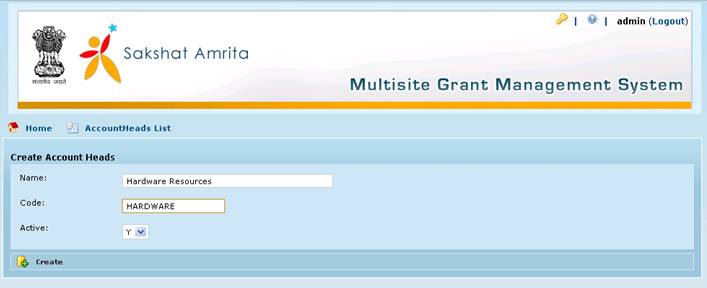 | | admin (Logout)
सत्यमेव जयते
Sakshat Amrita
Multisite Grant Management System
Home AccountHeads List
Create Account Heads
Name: Hardware Resources
Code: HARDWARE
Active: Y
Create